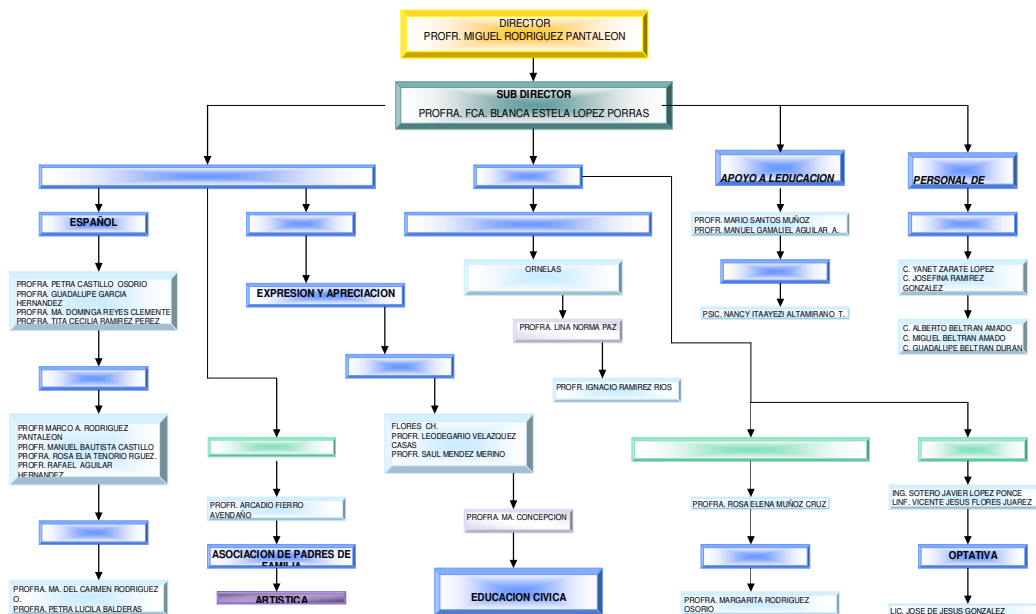 DIRECTOR
PROFR. MIGUEL RODRIGUEZ PANTALEON
SUB DIRECTOR
PROFRA. FCA. BLANCA ESTELA LOPEZ PORRAS
APOYO A LEDUCACION
PERSONAL DE
ESPAÑOL
PROFR. MARIO SANTOS MUÑOZ
PROFR. MANUEL GAMALIEL AGUILAR A.
PROFRA. PETRA CASTILLO OSORIO
PROFRA. GUADALUPE GARCIA
HERNANDEZ
PROFRA. MA. DOMINGA REYES CLEMENTE
PROFRA. TITA CECILIA RAMIREZ PEREZ
EXPRESION Y APRECIACION
ORNELAS
C. YANET ZARATE LOPEZ
C. JOSEFINA RAMIREZ
GONZALEZ
PSIC. NANCY ITAAYEZI ALTAMIRANO T.
PROFRA. LINA NORMA PAZ
C. ALBERTO BELTRAN AMADO
C. MIGUEL BELTRAN AMADO
C. GUADALUPE BELTRAN DURAN
PROFR. IGNACIO RAMIREZ RIOS
PROFR MARCO A. RODRIGUEZ
PANTALEON
PROFR. MANUEL BAUTISTA CASTILLO
PROFRA. ROSA ELIA TENORIO RGUEZ.
PROFR. RAFAEL AGUILAR
HERNANDEZ
FLORES CH.
PROFR. LEODEGARIO VELAZQUEZ
CASAS
PROFR. SAUL MENDEZ MERINO
PROFR. ARCADIO FIERRO
AVENDAÑO
PROFRA. MA. CONCEPCION
PROFRA. ROSA ELENA MUÑOZ CRUZ
ING. SOTERO JAVIER LOPEZ PONCE
LINF. VICENTE JESUS FLORES JUAREZ
ASOCIACION DE PADRES DE
FAMILIA
OPTATIVA
PROFRA. MA. DEL CARMEN RODRIGUEZ
O.
PROFRA. PETRA LUCILA BALDERAS
ARTISTICA
EDUCACION CIVICA
PROFRA. MARGARITA RODRIGUEZ
OSORIO
LIC. JOSE DE JESUS GONZALEZ